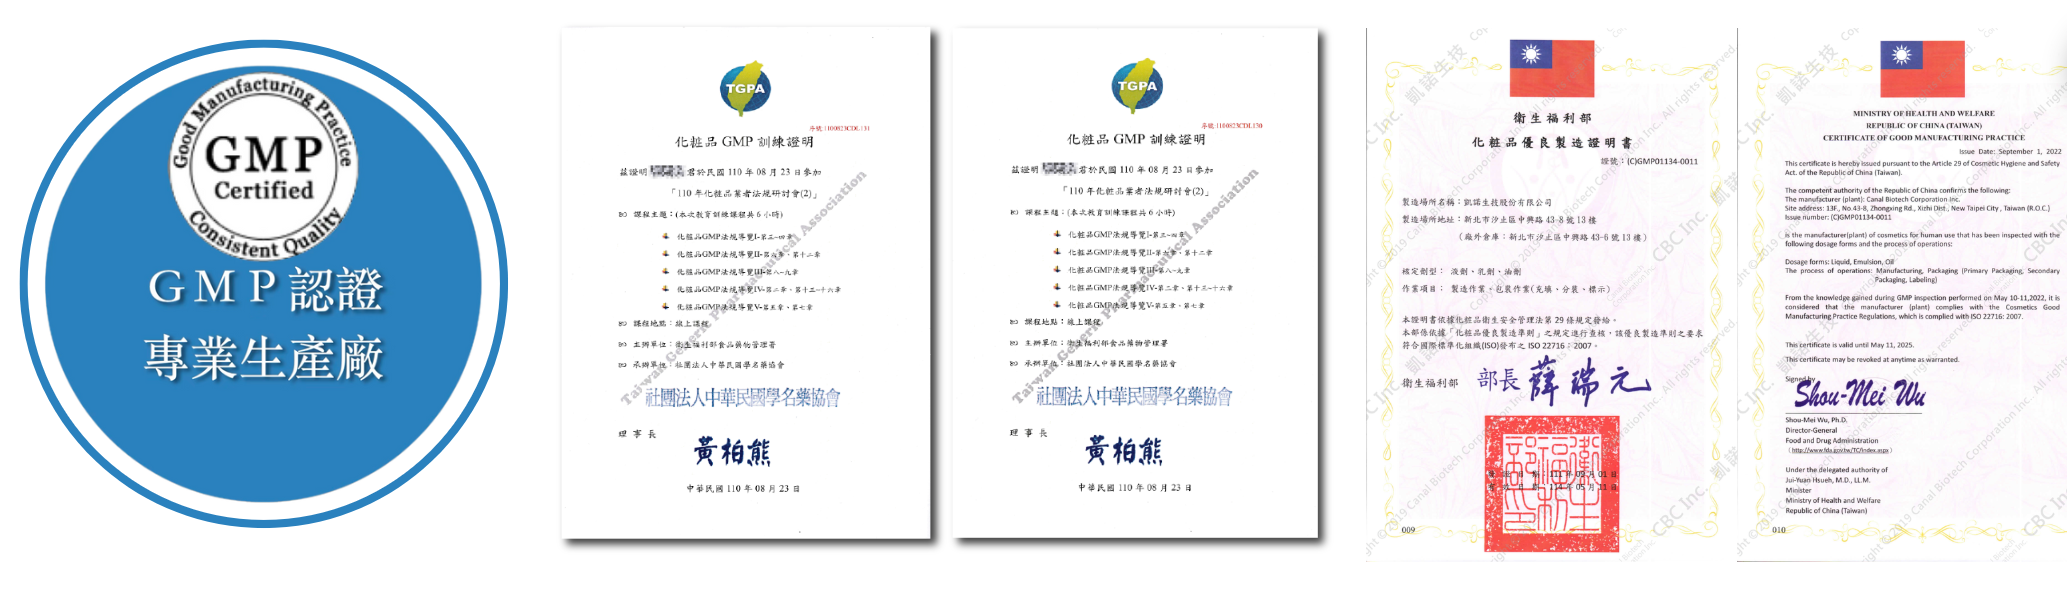 Good Manufacturing Practice
GMP
Certified
Consistent Quality
GMP認證
專業生產廠
TGPA
序號:1100823CDL131
化粧品 GMP 訓練證明
茲證明 君於民國 110 年 08 月 23 日參加
「110 年化粧品業者法規研討會(2)」
課程主題：(本次教育訓練課程共 6 小時)
化粧品GMP法規導覽I-第三~四章
化粧品GMP法規導覽II-第六章、第十二章
化粧品GMP法規導覽III-第八~九章
化粧品GMP法規導覽IV-第二章、第十三~十六章
化粧品GMP法規導覽V-第五章、第七章
課程地點：線上課程
主辦單位：衛生福利部食品藥物管理署
承辦單位：社團法人中華民國學名藥協會
Taiwan Generic Pharmaceutical Association
社團法人中華民國學名藥協會
理 事 長
黃柏熊
中華民國 110 年 08 月 23 日
TGPA
序號:1100823CDL130
化粧品 GMP 訓練證明
茲證明 君於民國 110 年 08 月 23 日參加
「110 年化粧品業者法規研討會(2)」
課程主題：(本次教育訓練課程共 6 小時)
化粧品GMP法規導覽I-第三~四章
化粧品GMP法規導覽II-第六章、第十二章
化粧品GMP法規導覽III-第八~九章
化粧品GMP法規導覽IV-第二章、第十三~十六章
化粧品GMP法規導覽V-第五章、第七章
課程地點：線上課程
主辦單位：衛生福利部食品藥物管理署
承辦單位：社團法人中華民國學名藥協會
Taiwan Generic Pharmaceutical Association
社團法人中華民國學名藥協會
理 事 長
黃柏熊
中華民國 110 年 08 月 23 日
衛生福利部
化粧品優良製造證明書
證號：(C)GMP01134-0011
製造場所名稱：凱諾生技股份有限公司
製造場所地址：新北市汐止區中興路 43-8 號 13 樓
（廠外倉庫：新北市汐止區中興路 43-6 號 13 樓）
核定劑型： 液劑、乳劑、油劑
作業項目： 製造作業、包裝作業(充填、分裝、標示)
本證明書依據化粧品衛生安全管理法第 29 條規定發給。
本部係依據「化粧品優良製造準則」之規定進行查核，該優良製造準則之要求
符合國際標準化組織(ISO)發布之 ISO 22716：2007。
衛生福利部 部長 薛瑞元
發 證 日 期：111 年 09 月 01 日
有 效 日 期：114 年 05 月 11 日
009
MINISTRY OF HEALTH AND WELFARE
REPUBLIC OF CHINA (TAIWAN)
CERTIFICATE OF GOOD MANUFACTURING PRACTICE
Issue Date: September 1, 2022
This certificate is hereby issued pursuant to the Article 29 of Cosmetic Hygiene and Safety
Act. of the Republic of China (Taiwan).
The competent authority of the Republic of China confirms the following:
The manufacturer (plant): Canal Biotech Corporation Inc.
Site address: 13F., No.43-8, Zhongxing Rd., Xizhi Dist., New Taipei City , Taiwan (R.O.C.)
Issue number: (C)GMP01134-0011
is the manufacturer(plant) of cosmetics for human use that has been inspected with the
following dosage forms and the process of operations:
Dosage forms: Liquid, Emulsion, Oil
The process of operations: Manufacturing, Packaging (Primary Packaging, Secondary
Packaging, Labeling)
From the knowledge gained during GMP inspection performed on May 10-11,2022, it is
considered that the manufacturer (plant) complies with the Cosmetics Good
Manufacturing Practice Regulations, which is complied with ISO 22716: 2007.
This certificate is valid until May 11, 2025.
This certificate may be revoked at anytime as warranted.
Signed by
Shou-Mei Wu
Shou-Mei Wu, Ph.D.
Director-General
Food and Drug Administration
( http://www.fda.gov.tw/TC/index.aspx )
Under the delegated authority of
Jui-Yuan Hsueh, M.D., LL.M.
Minister
Ministry of Health and Welfare
Republic of China (Taiwan)
010